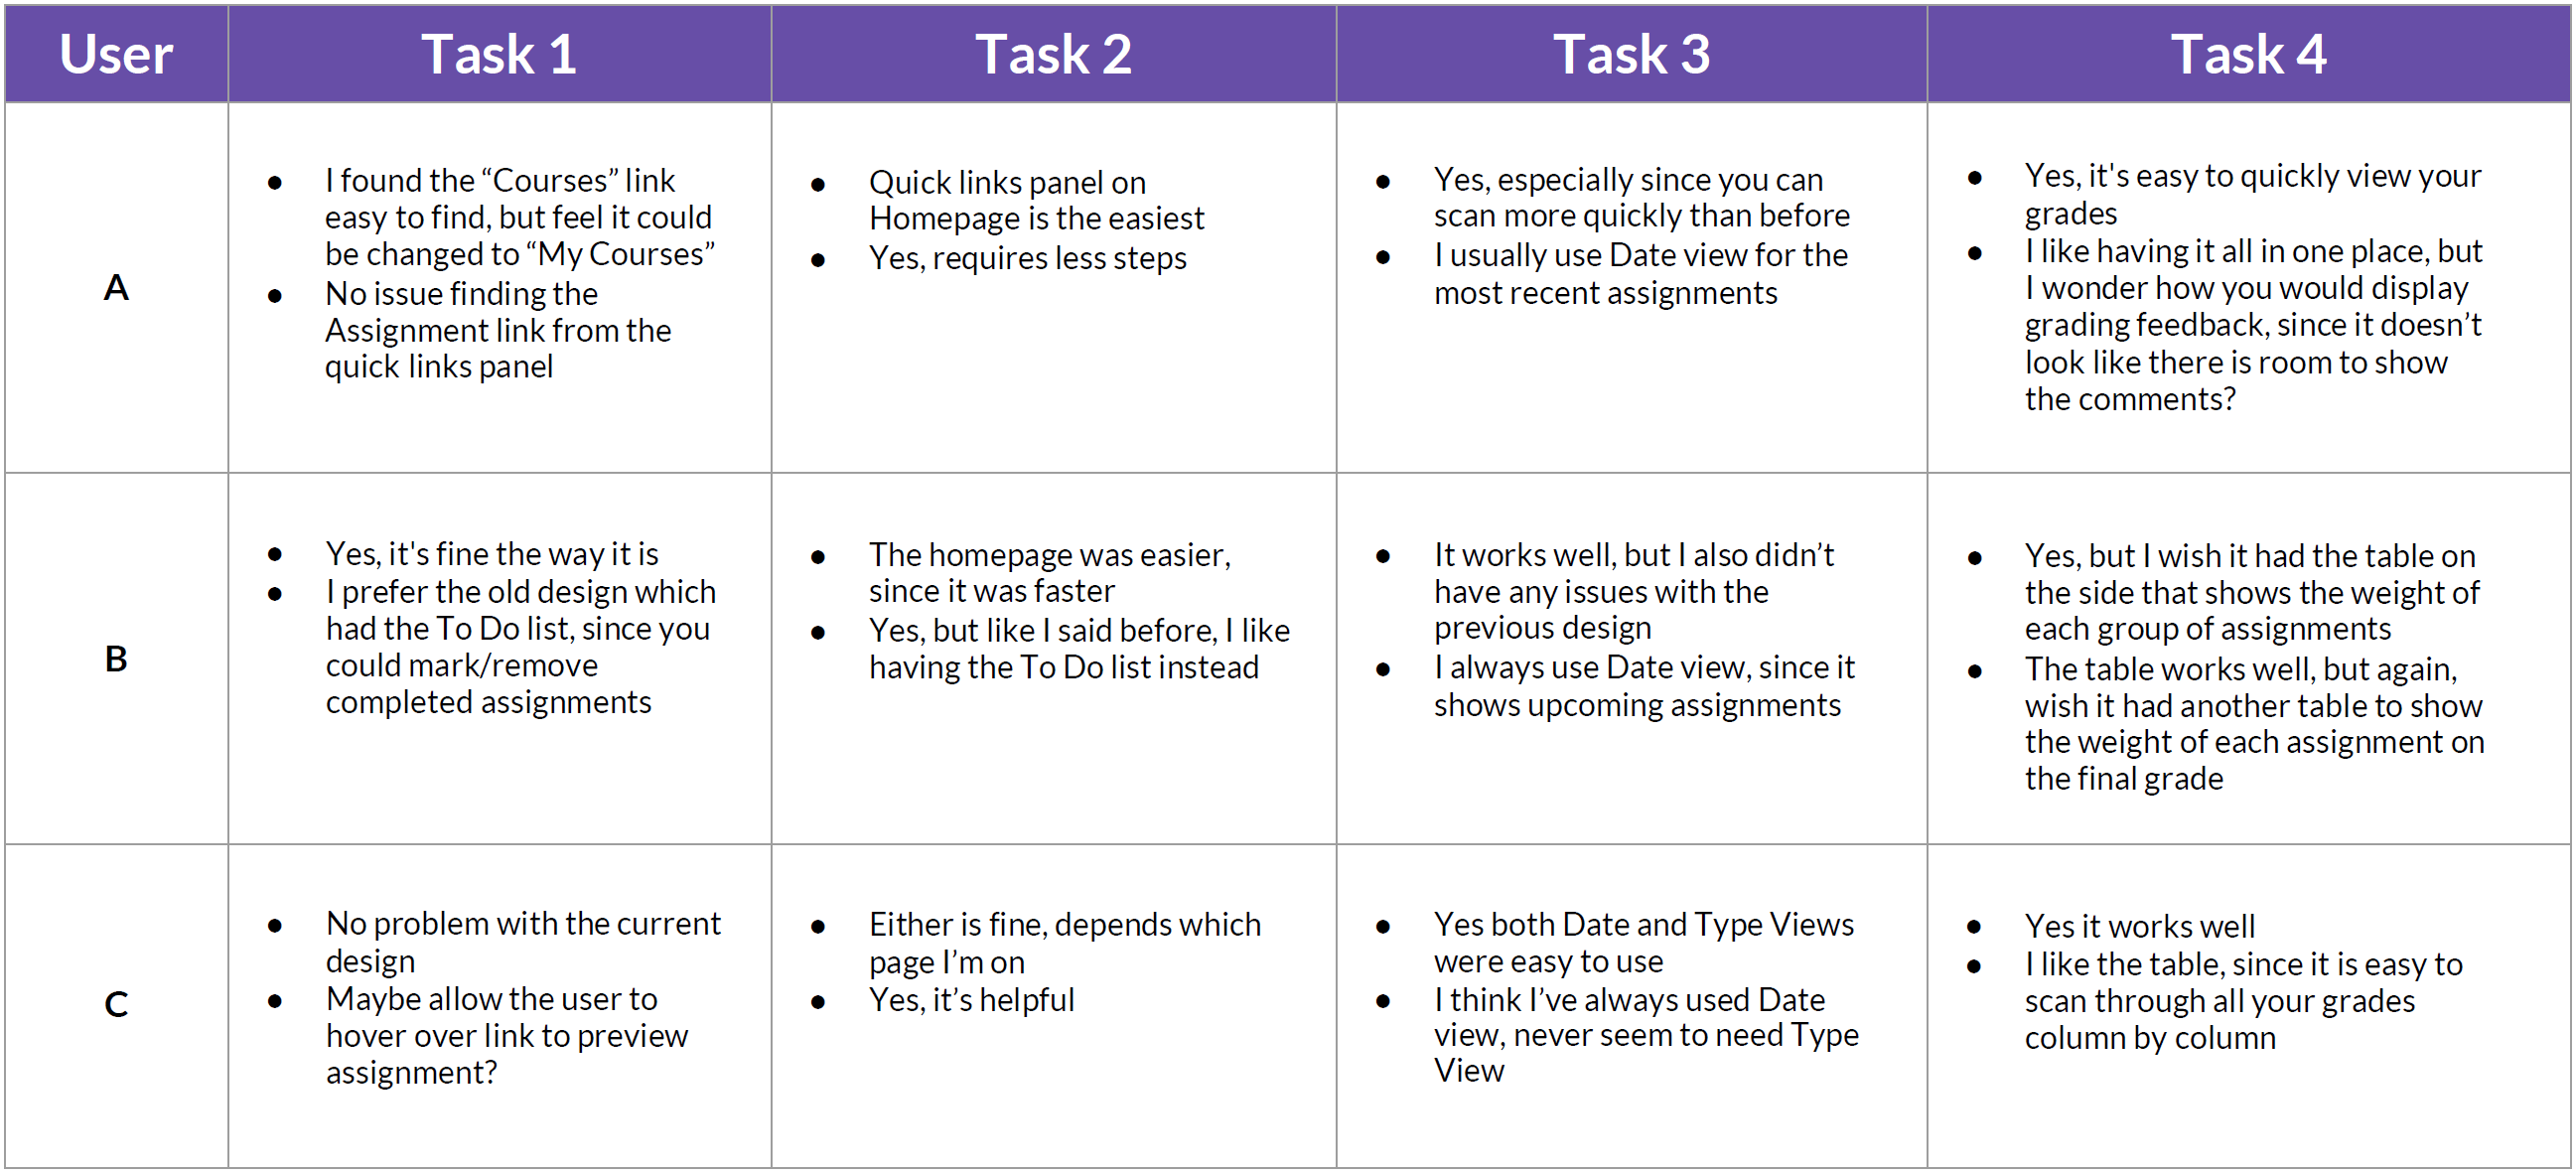 User
Task 1
Task 2
Task 3
Task 4
A
● I found the “Courses” link
easy to find, but feel it could
be changed to “My Courses”
● No issue finding the
Assignment link from the
quick links panel
● Quick links panel on
Homepage is the easiest
● Yes, requires less steps
● Yes, especially since you can
scan more quickly than before
● I usually use Date view for the
most recent assignments
● Yes, it's easy to quickly view your
grades
● I like having it all in one place, but
I wonder how you would display
grading feedback, since it doesn’t
look like there is room to show
the comments?
B
● Yes, it's fine the way it is
● I prefer the old design which
had the To Do list, since you
could mark/remove
completed assignments
● The homepage was easier,
since it was faster
● Yes, but like I said before, I like
having the To Do list instead
● It works well, but I also didn’t
have any issues with the
previous design
● I always use Date view, since it
shows upcoming assignments
● Yes, but I wish it had the table on
the side that shows the weight of
each group of assignments
● The table works well, but again,
wish it had another table to show
the weight of each assignment on
the final grade
C
● No problem with the current
design
● Maybe allow the user to
hover over link to preview
assignment?
● Either is fine, depends which
page I’m on
● Yes, it’s helpful
● Yes both Date and Type Views
were easy to use
● I think I’ve always used Date
view, never seem to need Type
View
● Yes it works well
● I like the table, since it is easy to
scan through all your grades
column by column